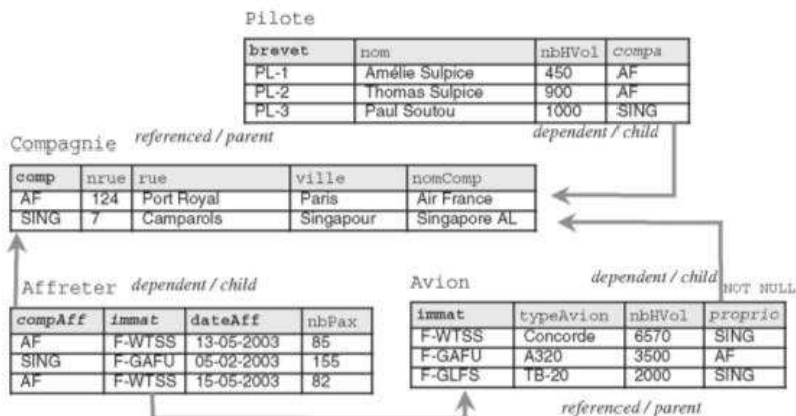 Pilote
brevet nom nbHVol compa
PL-1 Amélie Sulpice 450 AF
PL-2 Thomas Sulpice 900 AF
PL-3 Paul Soutou 1000 SING
Compagnie referenced / parent dependent / child
comp nrue rue ville nomComp
AF 124 Port Royal Paris Air France
SING 7 Camparols Singapour Singapore AL
Affreter dependent / child
compAff immat dateAff nbPax
AF F-WTSS 13-05-2003 85
SING F-GAFU 05-02-2003 155
AF F-WTSS 15-05-2003 82
Avion dependent / child NOT NULL
immat typeAvion nbHVol proprio
F-WTSS Concorde 6570 SING
F-GAFU A320 3500 AF
F-GLFS TB-20 2000 SING
referenced / parent